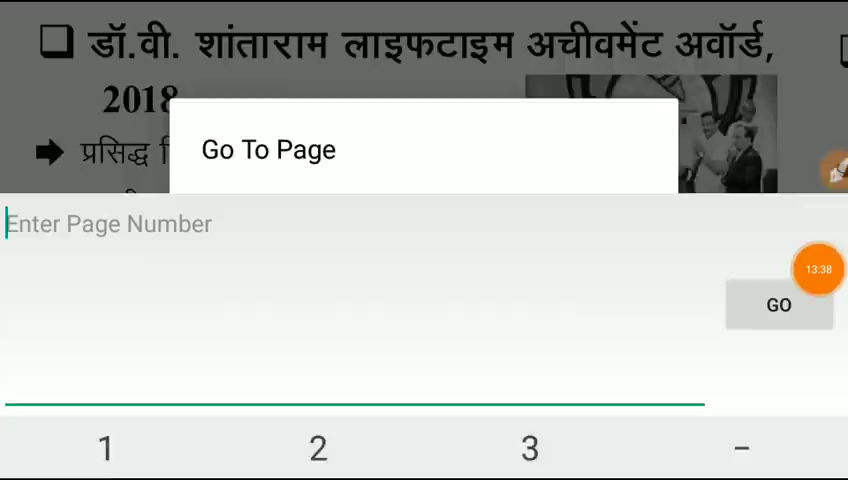 ❑ डॉ.वी. शांताराम लाइफटाइम अचीवमेंट अवॉर्ड,
2018
➡ प्रसिद्ध
Go To Page
Enter Page Number
13:38
GO
1 2 3 -